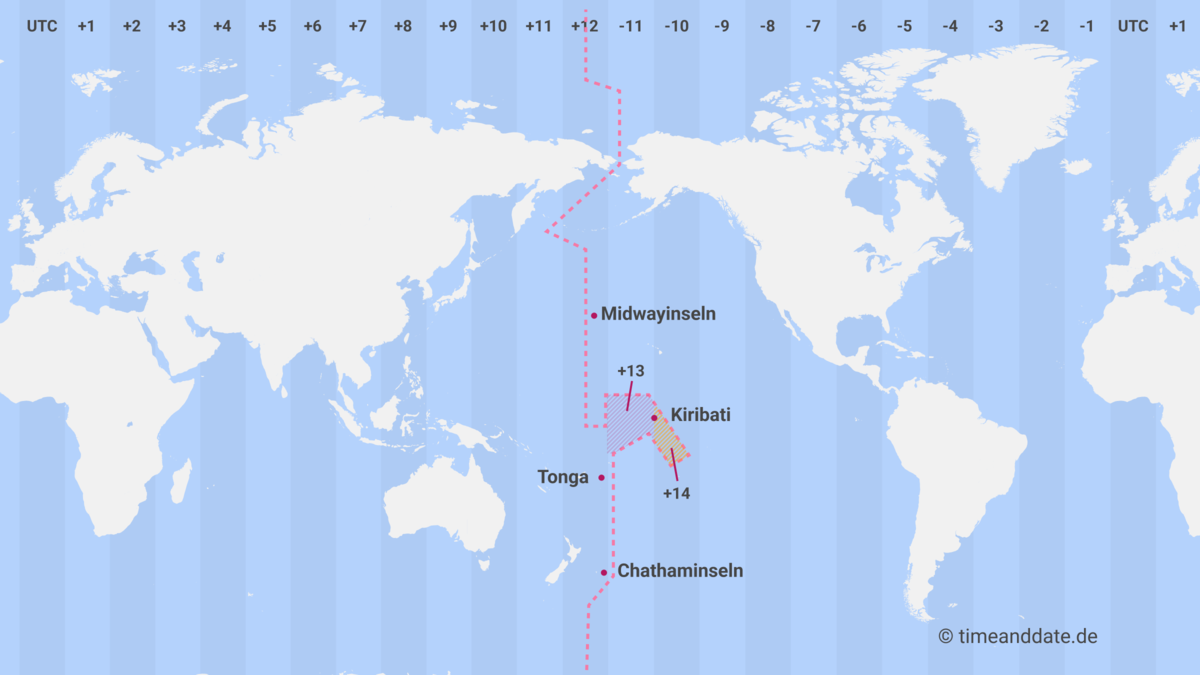 UTC +1 +2 +3 +4 +5 +6 +7 +8 +9 +10 +11 +12 -11 -10 -9 -8 -7 -6 -5 -4 -3 -2 -1 UTC +1
Midwayinseln
+13
Kiribati
Tonga
+14
Chathaminseln
© timeanddate.de